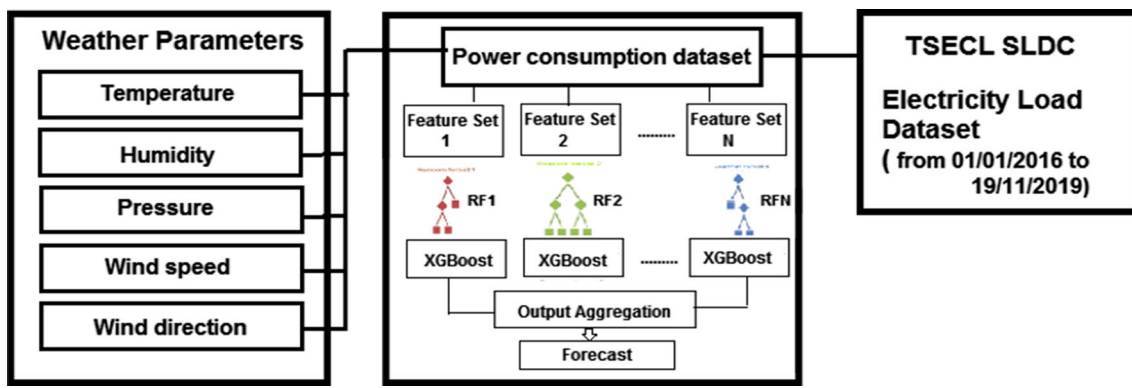 Weather Parameters
Temperature
Humidity
Pressure
Wind speed
Wind direction
Power consumption dataset
Feature Set
1
Feature Set
2
.........
Feature Set
N
RF1
RF2
RFN
XGBoost
XGBoost
.........
XGBoost
Output Aggregation
Forecast
TSECL SLDC
Electricity Load
Dataset
( from 01/01/2016 to
19/11/2019)